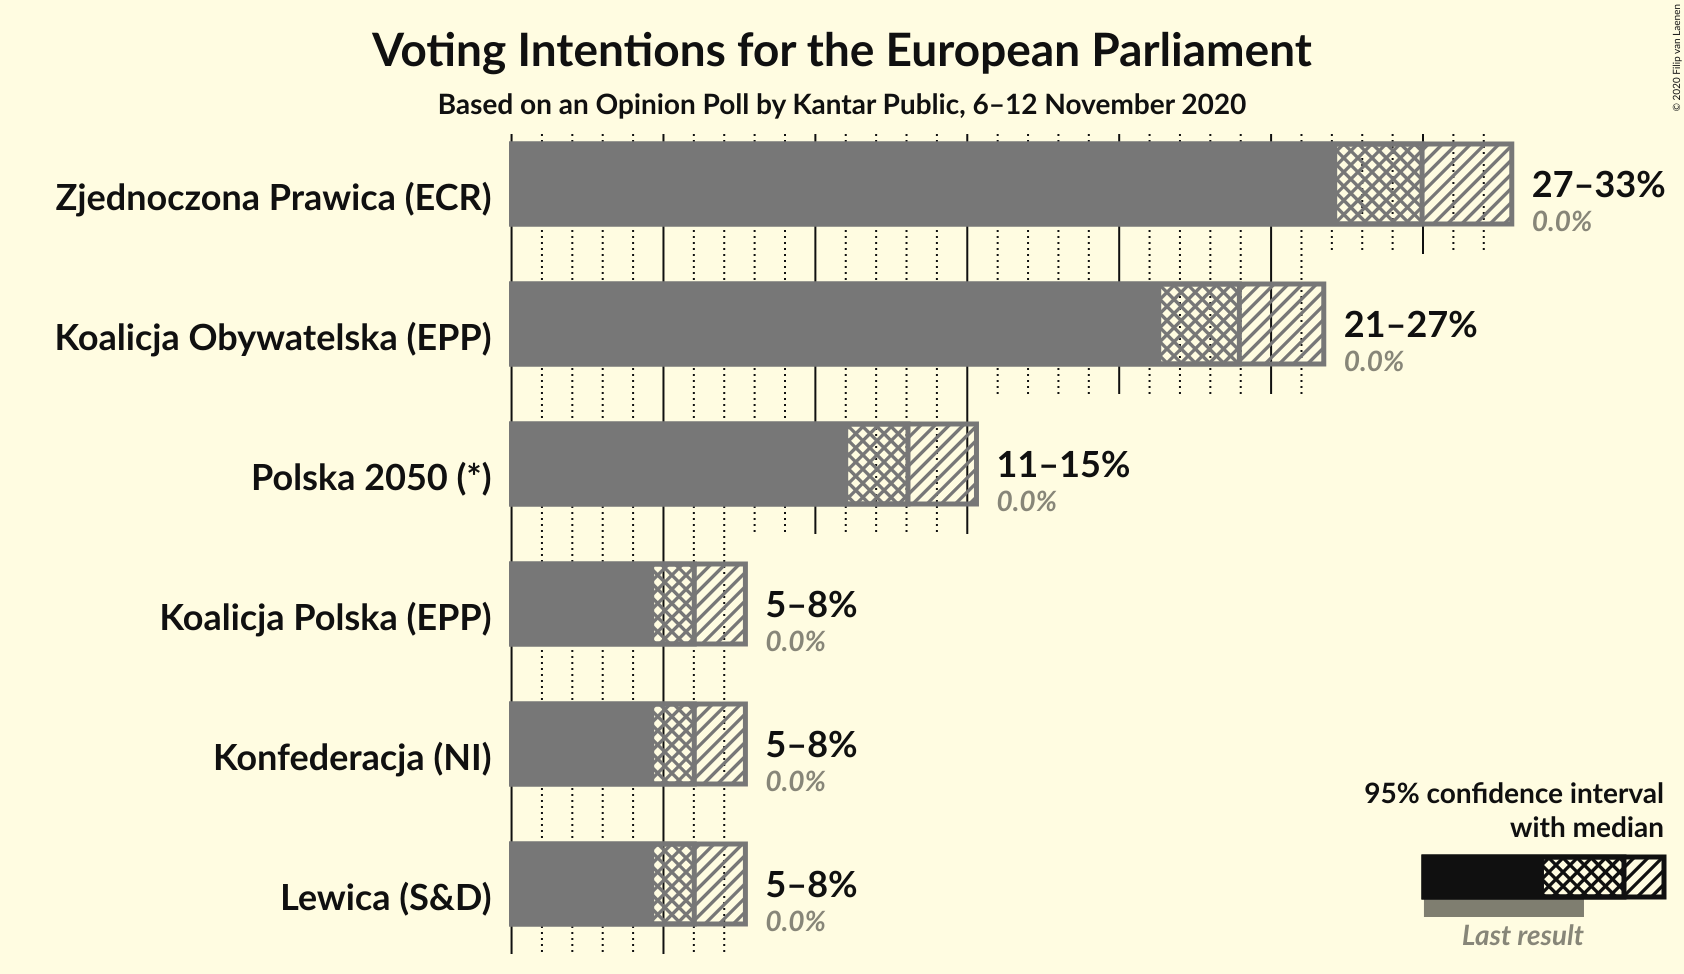 Voting Intentions for the European Parliament
Based on an Opinion Poll by Kantar Public, 6–12 November 2020
© 2020 Filip van Laenen
Zjednoczona Prawica (ECR)
27–33%
0.0%
Koalicja Obywatelska (EPP)
21–27%
0.0%
Polska 2050 (*)
11–15%
0.0%
Koalicja Polska (EPP)
5–8%
0.0%
Konfederacja (NI)
5–8%
0.0%
Lewica (S&D)
5–8%
0.0%
95% confidence interval
with median
Last result